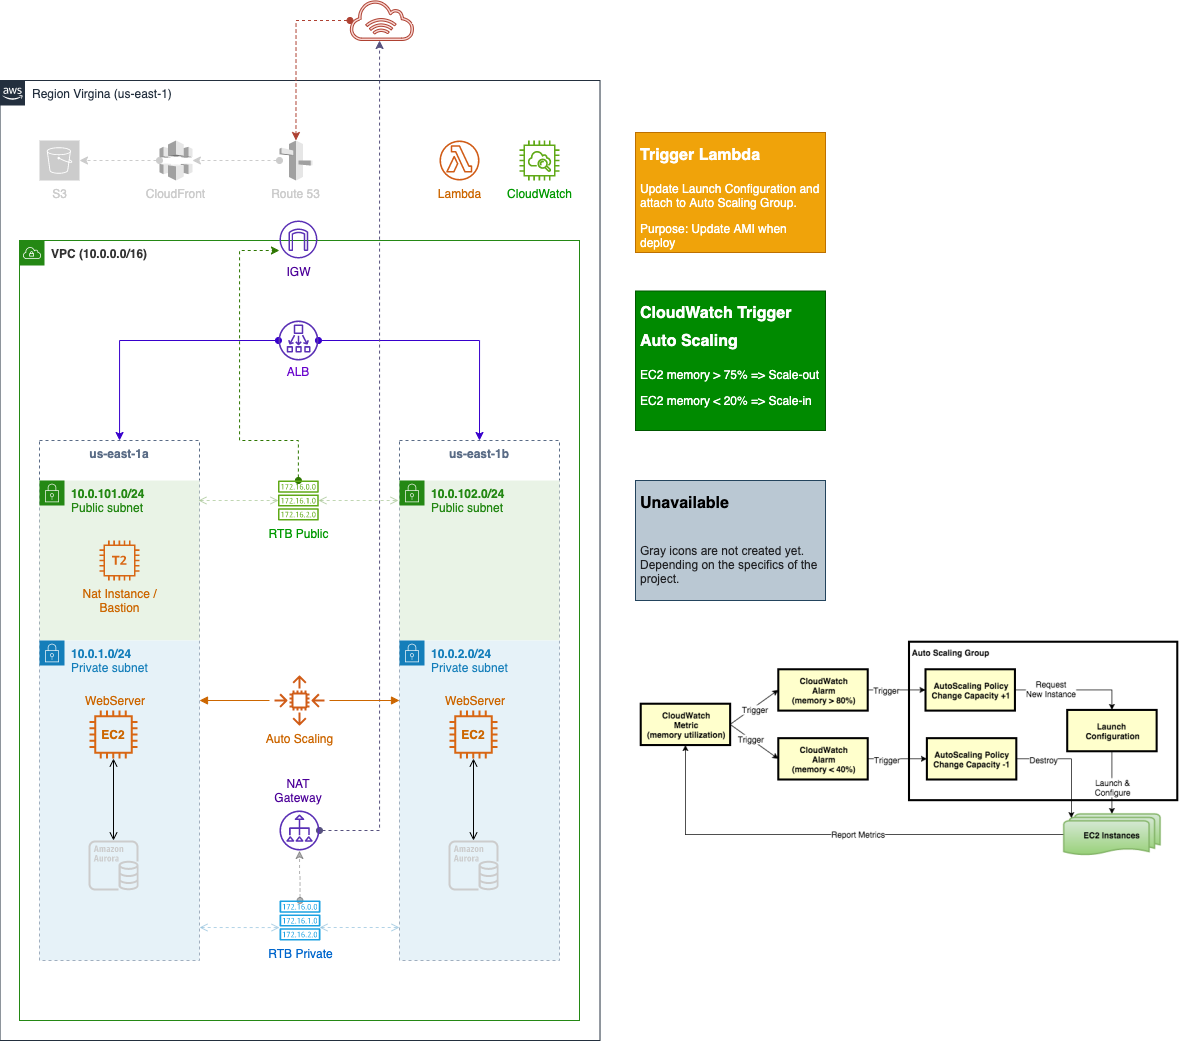 aws
Region Virgina (us-east-1)
S3
CloudFront
Route 53
Lambda
CloudWatch
VPC (10.0.0.0/16)
IGW
ALB
us-east-1a
us-east-1b
10.0.101.0/24
Public subnet
172.16.0.0
172.16.1.0
172.16.2.0
RTB Public
10.0.102.0/24
Public subnet
T2
Nat Instance /
Bastion
10.0.1.0/24
Private subnet
10.0.2.0/24
Private subnet
WebServer
EC2
Auto Scaling
WebServer
EC2
NAT
Gateway
Amazon
Aurora
Amazon
Aurora
172.16.0.0
172.16.1.0
172.16.2.0
RTB Private
Trigger Lambda
Update Launch Configuration and
attach to Auto Scaling Group.
Purpose: Update AMI when
deploy
CloudWatch Trigger
Auto Scaling
EC2 memory > 75% => Scale-out
EC2 memory < 20% => Scale-in
Unavailable
Gray icons are not created yet.
Depending on the specifics of the
project.
Auto Scaling Group
CloudWatch
Metric
(memory utilization)
Trigger
Trigger
CloudWatch
Alarm
(memory > 80%)
CloudWatch
Alarm
(memory < 40%)
Trigger
Trigger
AutoScaling Policy
Change Capacity +1
AutoScaling Policy
Change Capacity -1
Request
New Instance
Launch
Configuration
Destroy
Launch &
Configure
Report Metrics
EC2 Instances